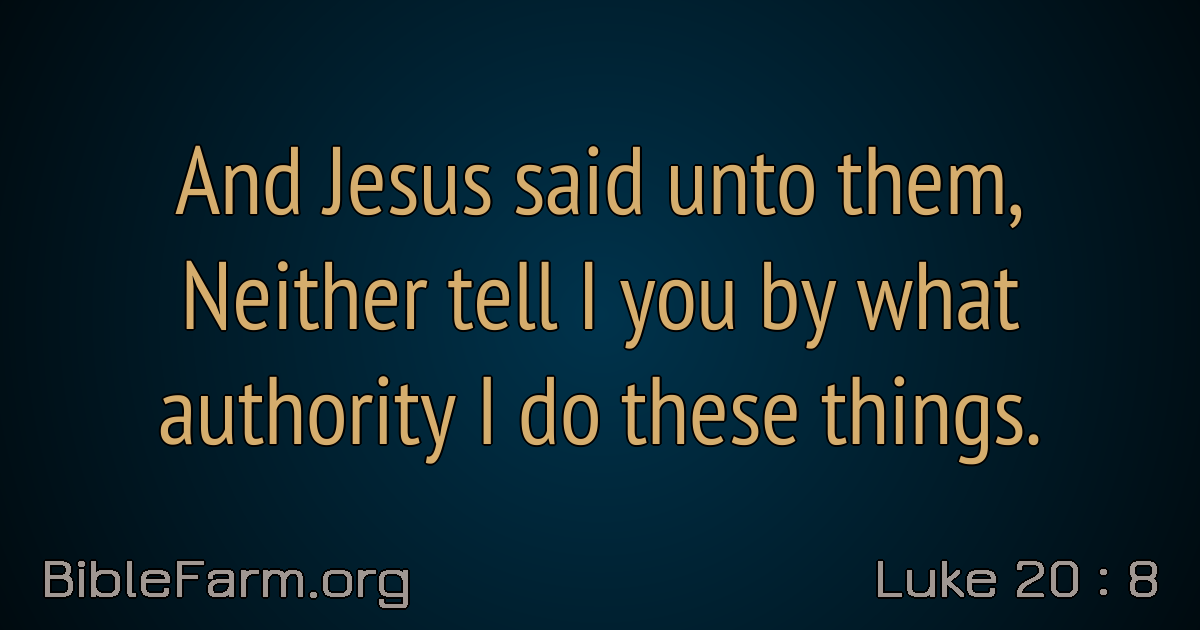 And Jesus said unto them,
Neither tell I you by what
authority I do these things.
BibleFarm.org
Luke 20 : 8